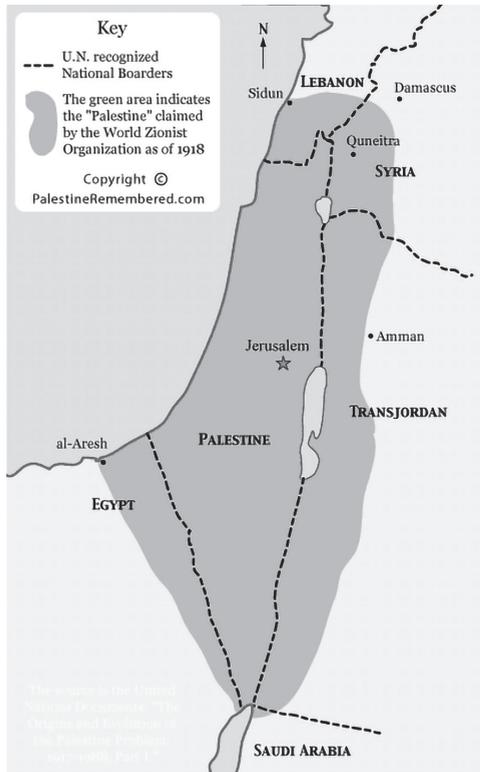 Key
U.N. recognized
National Boarders
The green area indicates
the "Palestine" claimed
by the World Zionist
Organization as of 1918
Copyright ©
PalestineRemembered.com
N
LEBANON
Sidun
Damascus
Quneitra
SYRIA
Jerusalem
Amman
TRANSJORDAN
PALESTINE
al-Aresh
EGYPT
The source is the United
Nations Documents: "The
Origins and Evolution of
the Palestine Problem:
Part I."
SAUDI ARABIA